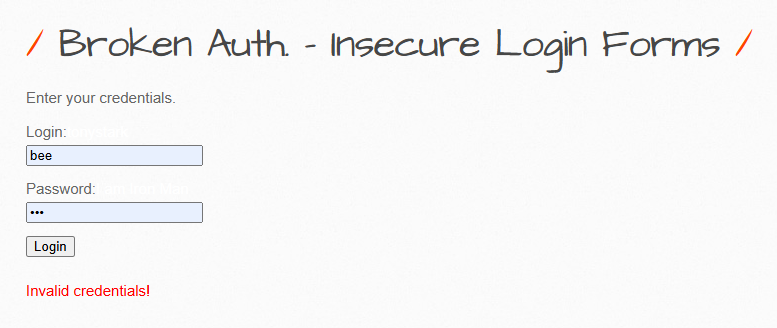 / Broken Auth. - Insecure Login Forms /
Enter your credentials.
Login:
bee
Password:
•••
Login
Invalid credentials!